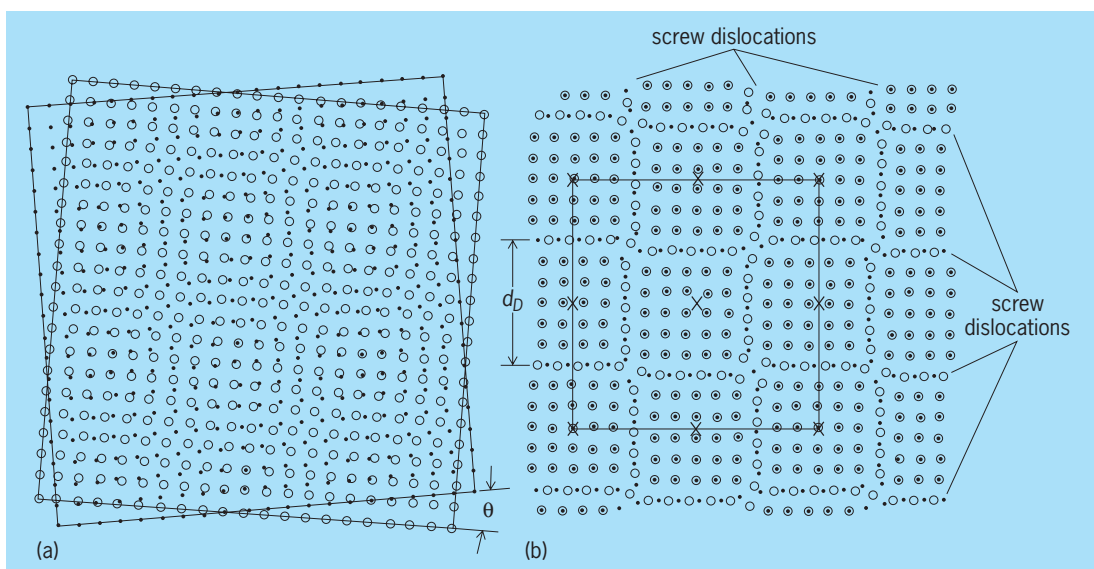 screw dislocations
d_D
screw
dislocations
θ
(a)
(b)